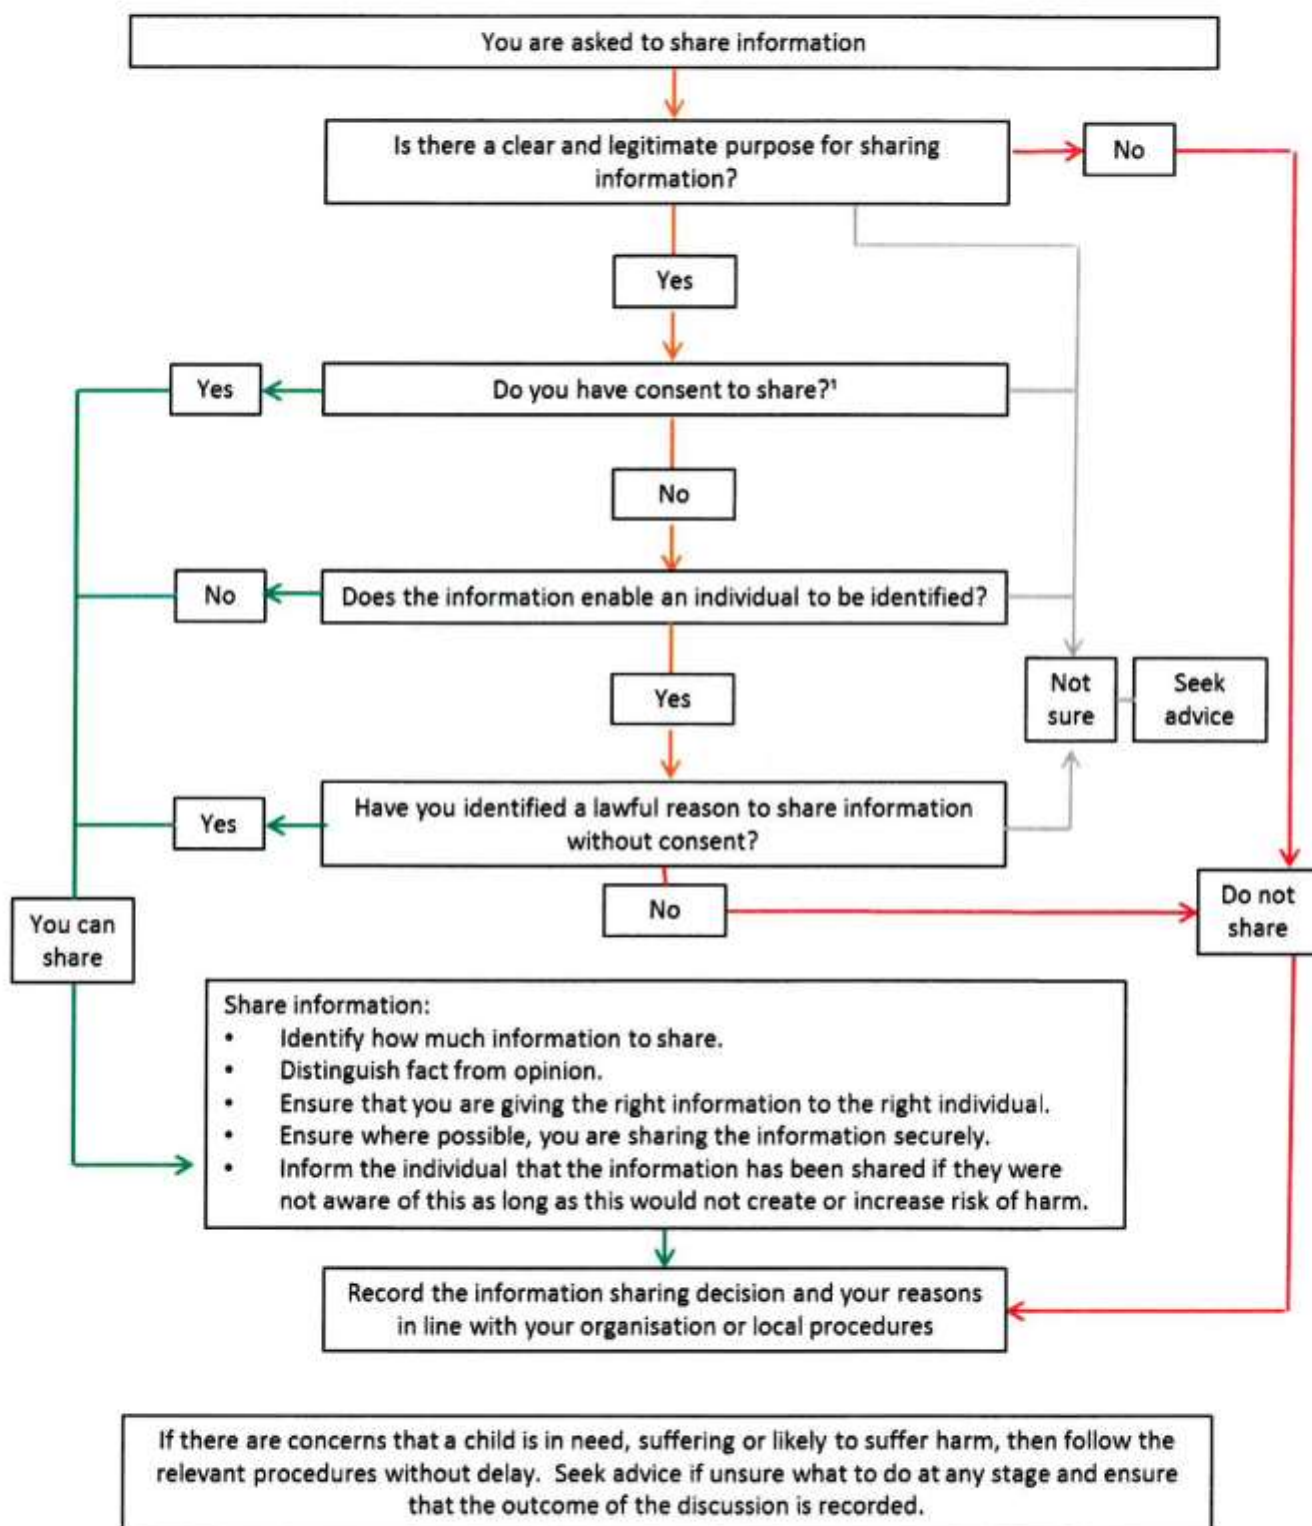 You are asked to share information
Is there a clear and legitimate purpose for sharing
information?
No
Yes
Yes
Do you have consent to share?¹
No
No
Does the information enable an individual to be identified?
Yes
Not
sure
Seek
advice
Yes
Have you identified a lawful reason to share information
without consent?
No
Do not
share
You can
share
Share information:
• Identify how much information to share.
• Distinguish fact from opinion.
• Ensure that you are giving the right information to the right individual.
• Ensure where possible, you are sharing the information securely.
• Inform the individual that the information has been shared if they were
not aware of this as long as this would not create or increase risk of harm.
Record the information sharing decision and your reasons
in line with your organisation or local procedures
If there are concerns that a child is in need, suffering or likely to suffer harm, then follow the
relevant procedures without delay. Seek advice if unsure what to do at any stage and ensure
that the outcome of the discussion is recorded.